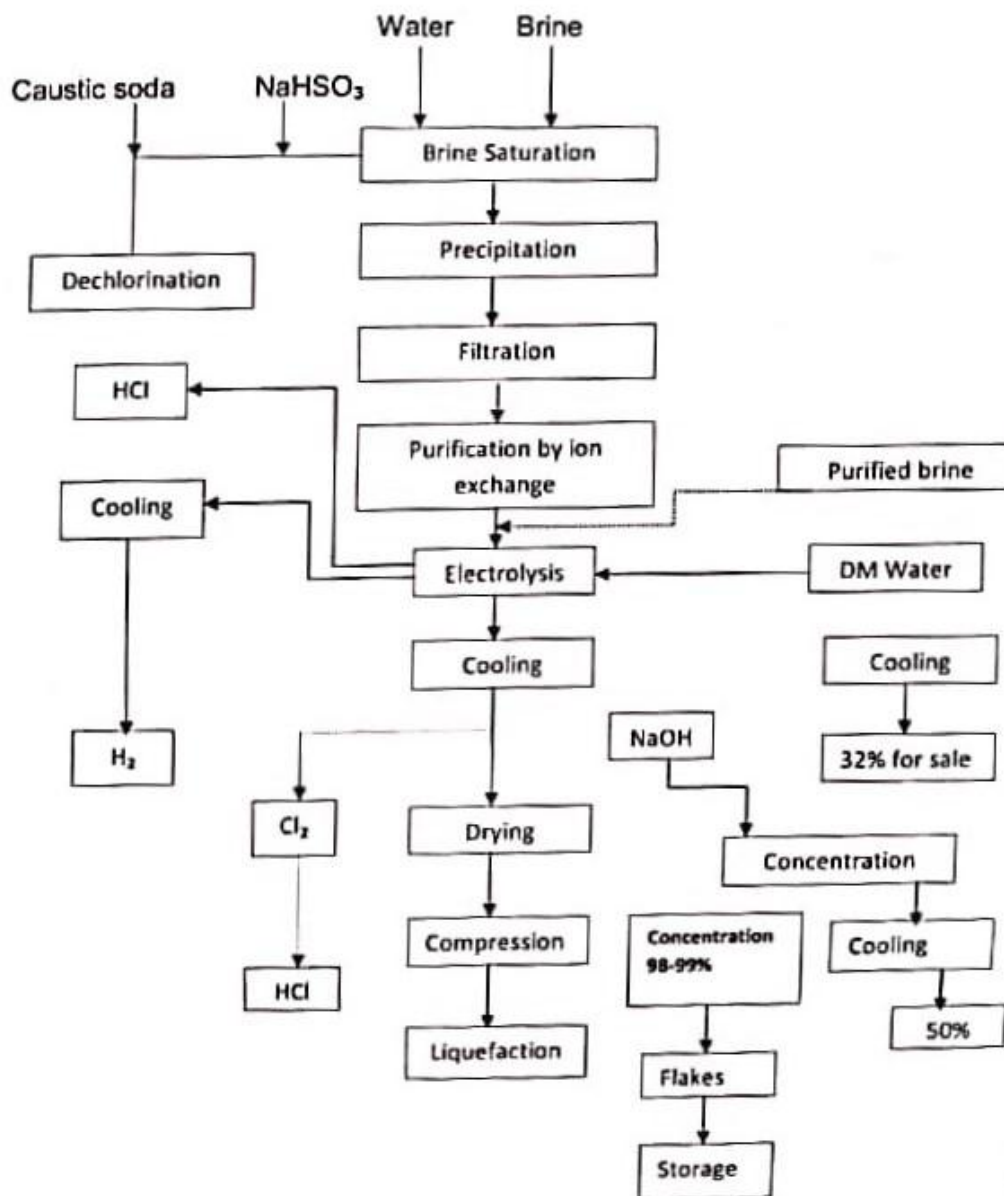 Water
Brine
Caustic soda
NaHSO₃
Brine Saturation
Precipitation
Dechlorination
Filtration
HCl
Purification by ion
exchange
Purified brine
Cooling
Electrolysis
DM Water
Cooling
Cooling
H₂
NaOH
32% for sale
Cl₂
Drying
Concentration
Compression
Concentration
98-99%
Cooling
HCl
Liquefaction
50%
Flakes
Storage